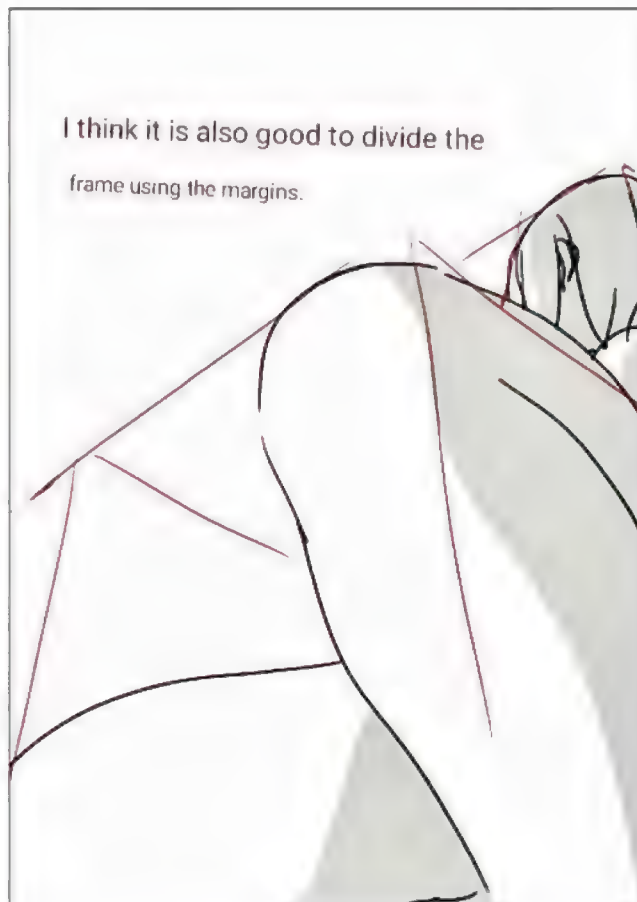 I think it is also good to divide the
frame using the margins.